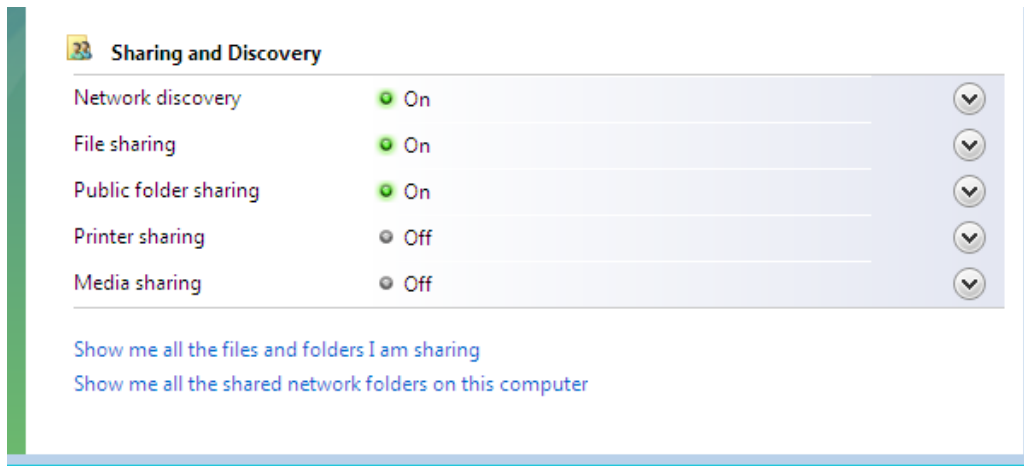 Sharing and Discovery
Network discovery On
File sharing On
Public folder sharing On
Printer sharing Off
Media sharing Off
Show me all the files and folders I am sharing
Show me all the shared network folders on this computer